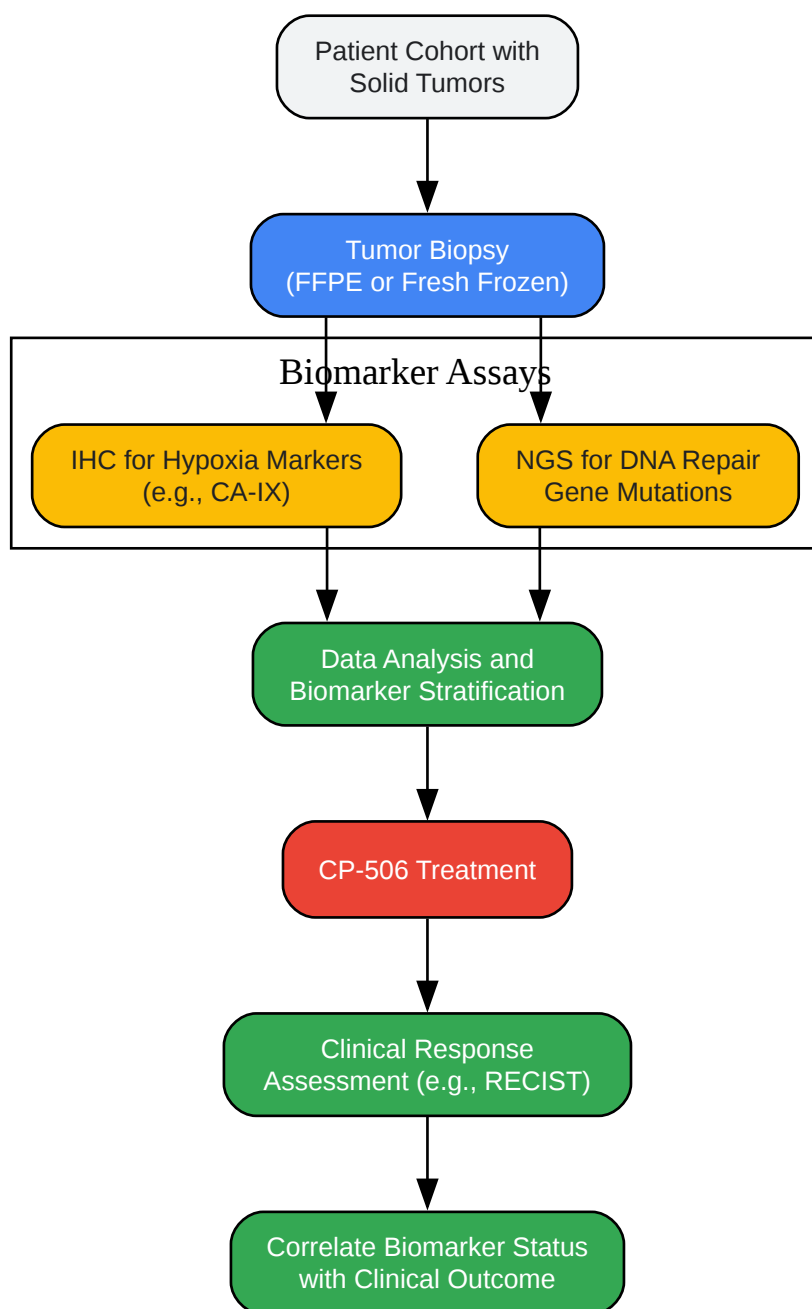 Patient Cohort with
Solid Tumors
Tumor Biopsy
(FFPE or Fresh Frozen)
Biomarker Assays
IHC for Hypoxia Markers
(e.g., CA-IX)
NGS for DNA Repair
Gene Mutations
Data Analysis and
Biomarker Stratification
CP-506 Treatment
Clinical Response
Assessment (e.g., RECIST)
Correlate Biomarker Status
with Clinical Outcome